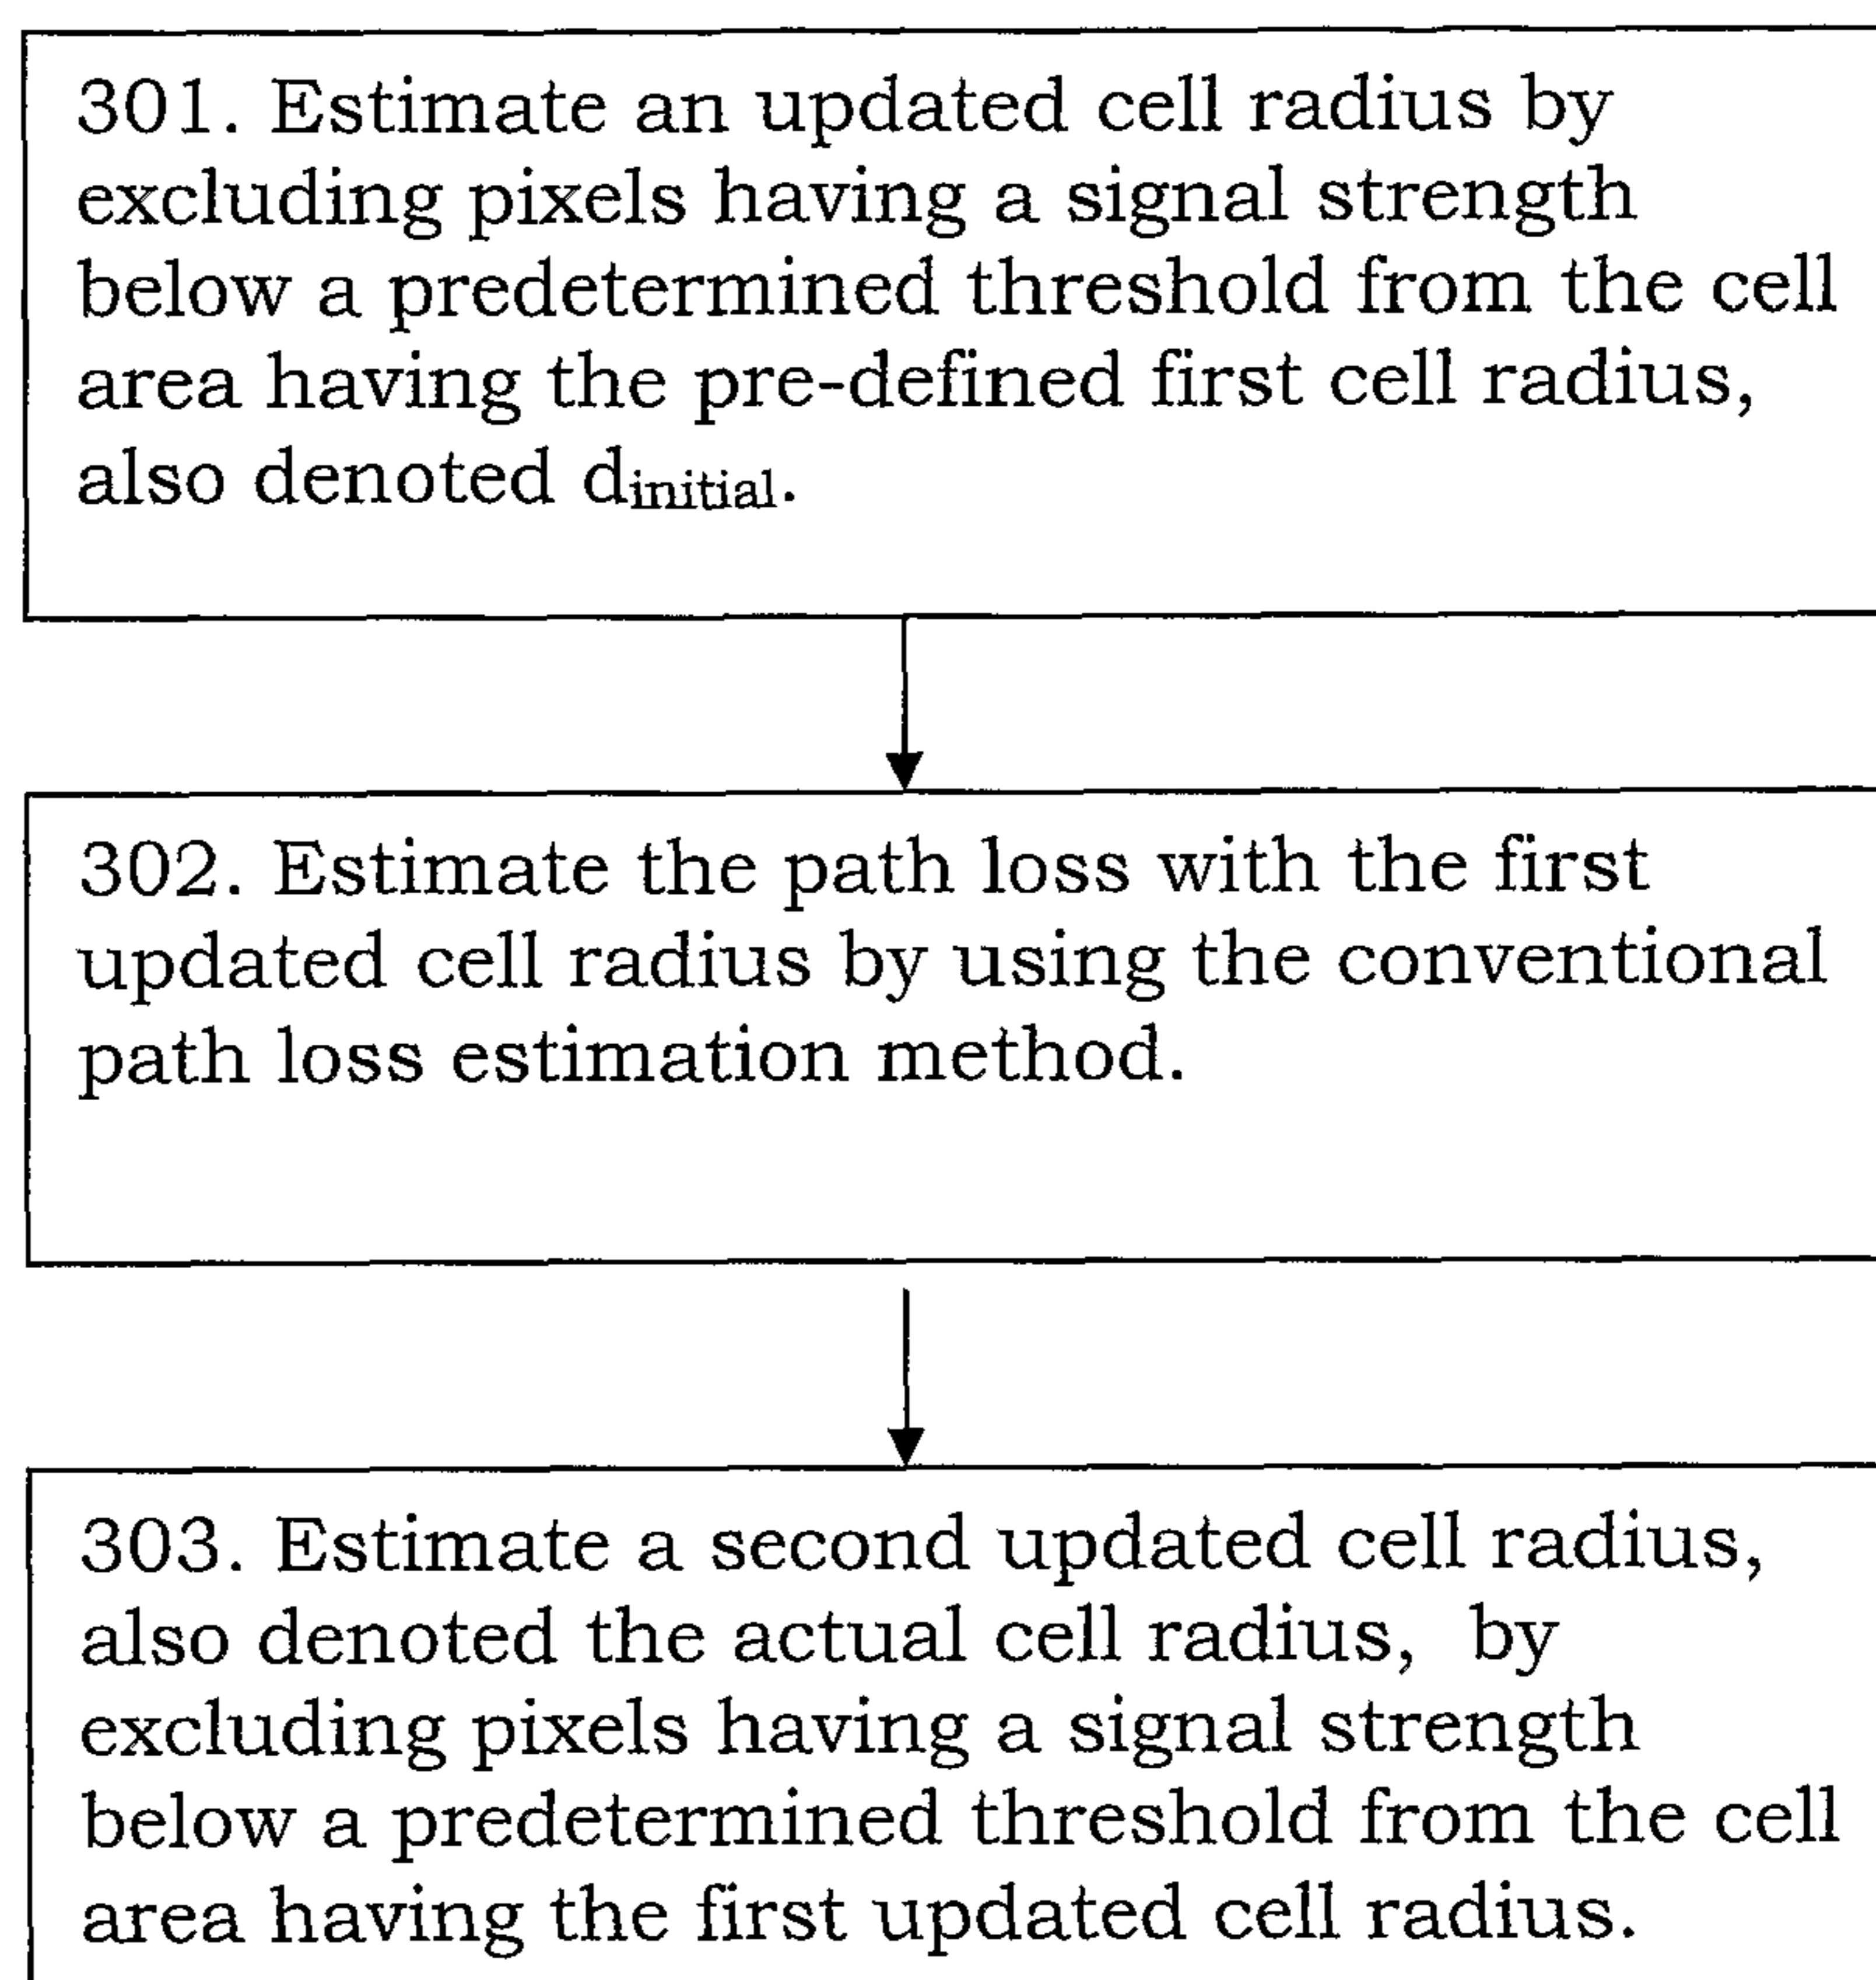 301. Estimate an updated cell radius by
excluding pixels having a signal strength
below a predetermined threshold from the cell
area having the pre-defined first cell radius,
also denoted dinitial.
302. Estimate the path loss with the first
updated cell radius by using the conventional
path loss estimation method.
303. Estimate a second updated cell radius,
also denoted the actual cell radius, by
excluding pixels having a signal strength
below a predetermined threshold from the cell
area having the first updated cell radius.